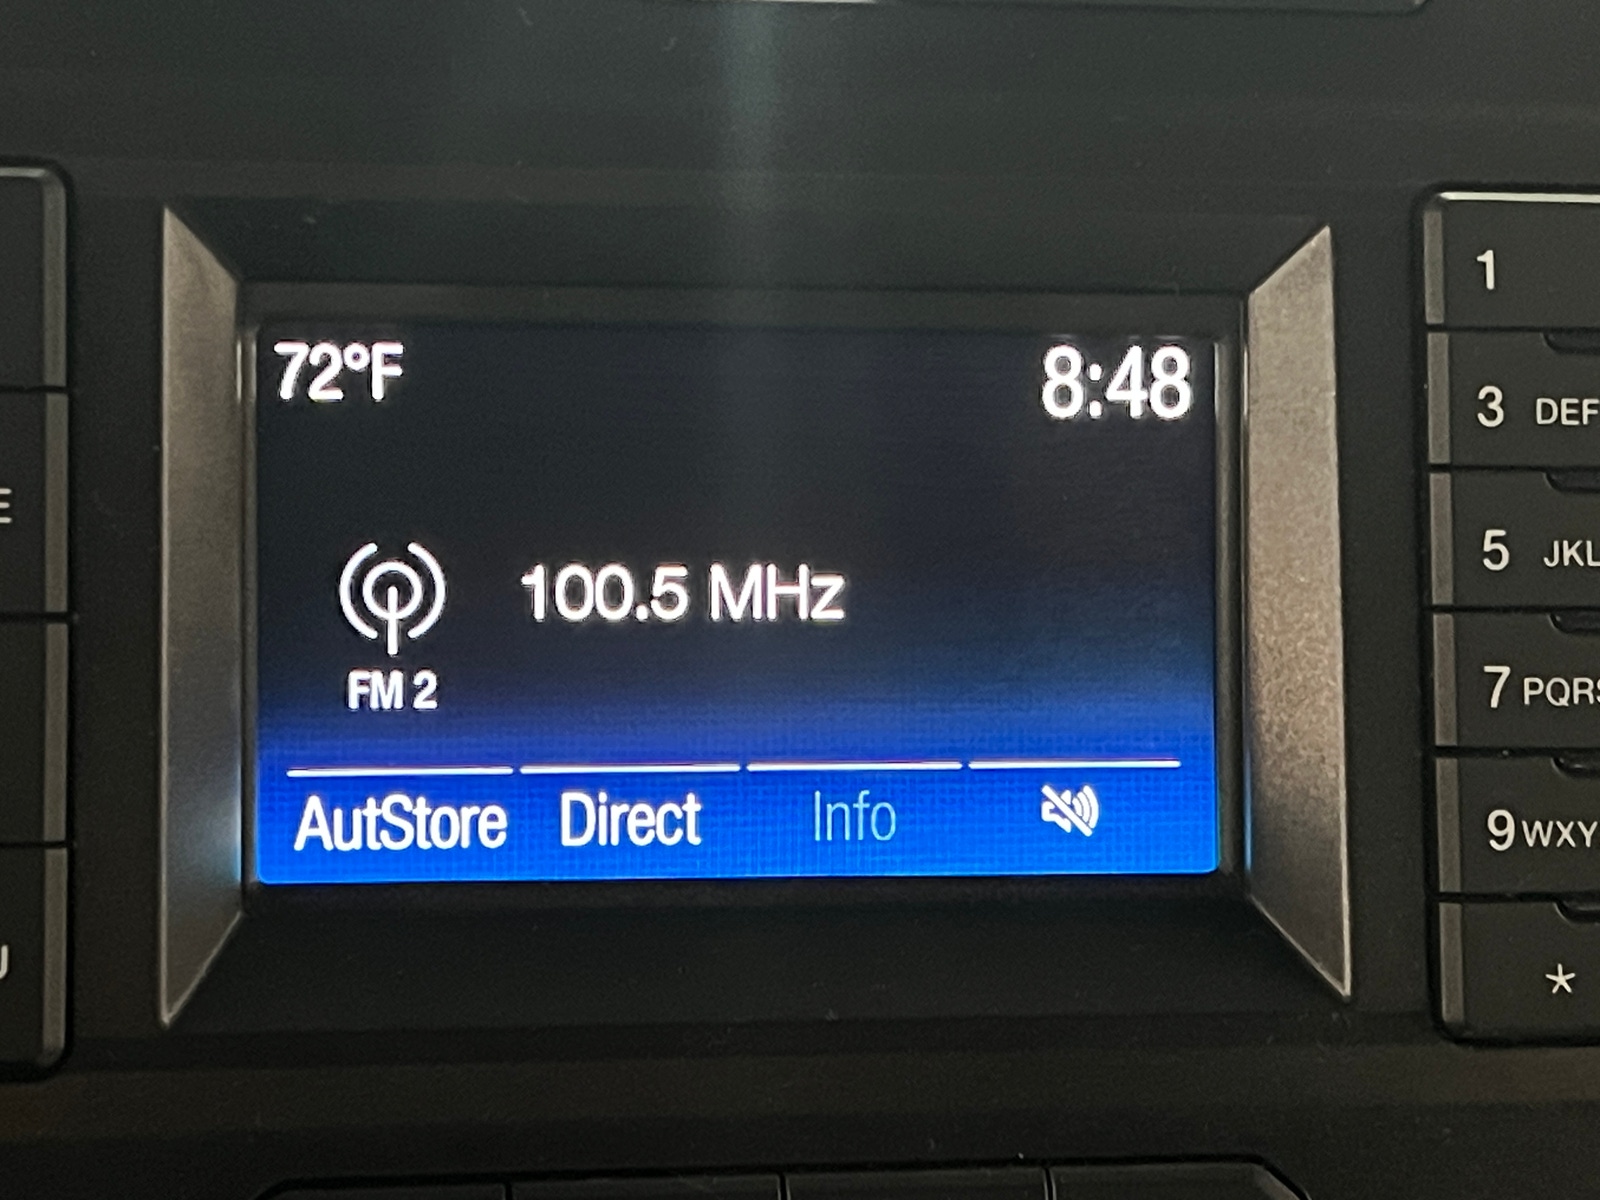 72°F 8:48
100.5 MHz
FM 2
AutStore Direct Info
1
3 DEF
5 JKL
7 PQRS
9 WXY
*
E